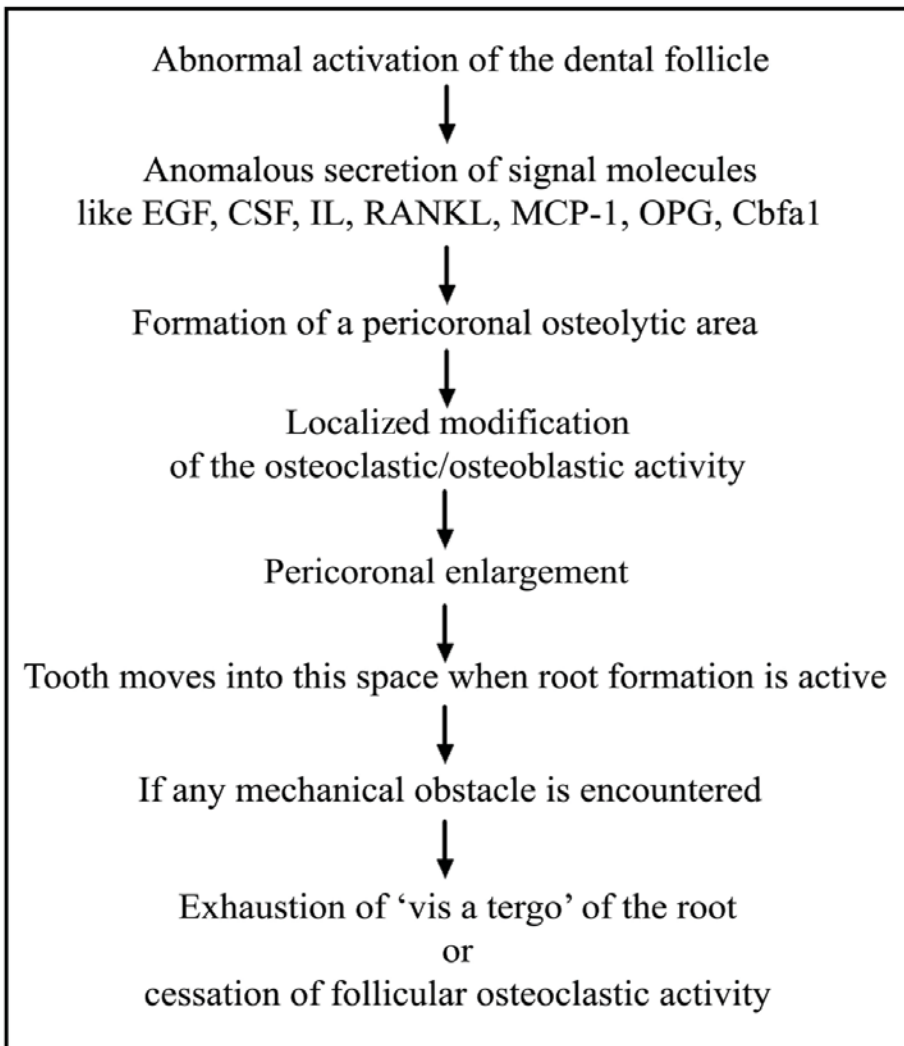 Abnormal activation of the dental follicle
Anomalous secretion of signal molecules
like EGF, CSF, IL, RANKL, MCP-1, OPG, Cbfa1
Formation of a pericoronal osteolytic area
Localized modification
of the osteoclastic/osteoblastic activity
Pericoronal enlargement
Tooth moves into this space when root formation is active
If any mechanical obstacle is encountered
Exhaustion of ‘vis a tergo’ of the root
or
cessation of follicular osteoclastic activity